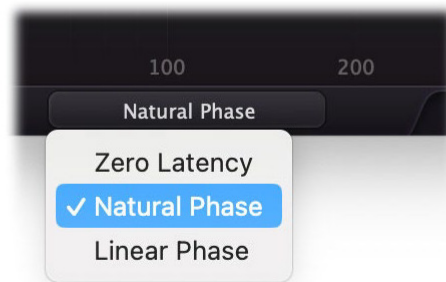 100 200
Natural Phase
Zero Latency
✓ Natural Phase
Linear Phase